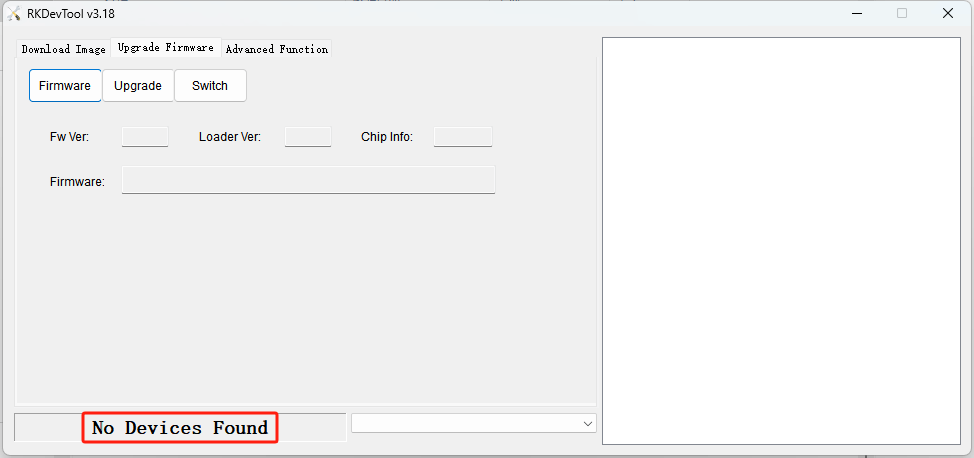 RKDevTool v3.18
Download Image Upgrade Firmware Advanced Function
Firmware Upgrade Switch
Fw Ver: Loader Ver: Chip Info:
Firmware:
No Devices Found